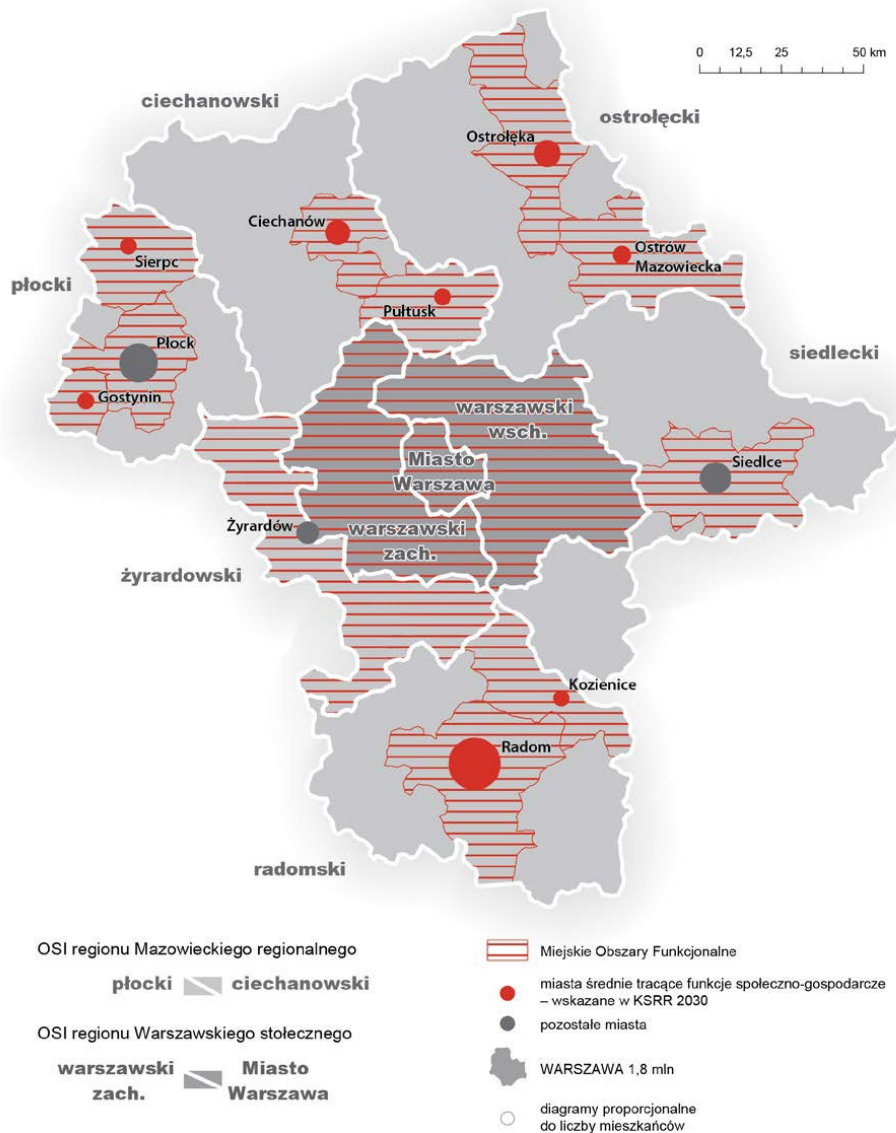 0 12,5 25 50 km
ciechanowski
ostrołęcki
Ostrołęka
Ciechanów
Sierpc
Ostrów
Mazowiecka
płocki
Pułtusk
Płock
siedlecki
Gostynin
warszawski
wsch.
Miasto
Warszawa
Siedlce
Żyrardów
warszawski
zach.
żyrardowski
Kozienice
Radom
radomski
OSI regionu Mazowieckiego regionalnego
płocki ciechanowski
OSI regionu Warszawskiego stołecznego
warszawski
zach.
Miasto
Warszawa
Miejskie Obszary Funkcjonalne
miasta średnie tracące funkcje społeczno-gospodarcze
– wskazane w KSRR 2030
pozostałe miasta
WARSZAWA 1,8 mln
diagramy proporcjonalne
do liczby mieszkańców